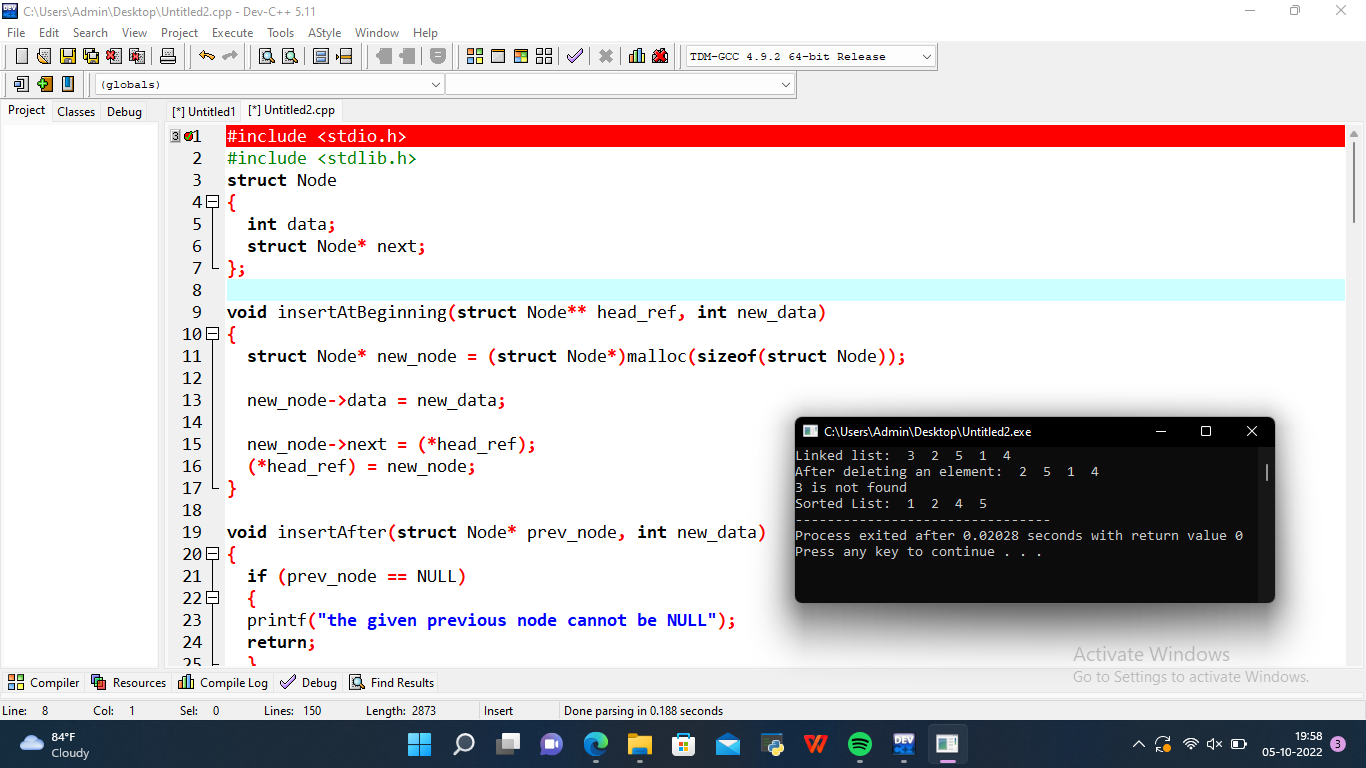 C:\Users\Admin\Desktop\Untitled2.cpp - Dev-C++ 5.11
File Edit Search View Project Execute Tools AStyle Window Help
TDM-GCC 4.9.2 64-bit Release
(globals)
Project Classes Debug [*] Untitled1 [*] Untitled2.cpp
3 1 #include <stdio.h>
2 #include <stdlib.h>
3 struct Node
4 {
5 int data;
6 struct Node* next;
7 };
8
9 void insertAtBeginning(struct Node** head_ref, int new_data)
10 {
11 struct Node* new_node = (struct Node*)malloc(sizeof(struct Node));
12
13 new_node->data = new_data;
14
15 new_node->next = (*head_ref);
16 (*head_ref) = new_node;
17 }
18
19 void insertAfter(struct Node* prev_node, int new_data)
20 {
21 if (prev_node == NULL)
22 {
23 printf("the given previous node cannot be NULL");
24 return;
25 }
C:\Users\Admin\Desktop\Untitled2.exe
Linked list: 3 2 5 1 4
After deleting an element: 2 5 1 4
3 is not found
Sorted List: 1 2 4 5
--------------------------------
Process exited after 0.02028 seconds with return value 0
Press any key to continue . . .
Activate Windows
Go to Settings to activate Windows.
Compiler Resources Compile Log Debug Find Results
Line: 8 Col: 1 Sel: 0 Lines: 150 Length: 2873 Insert Done parsing in 0.188 seconds
84°F
Cloudy
DEV
19:58
05-10-2022
3